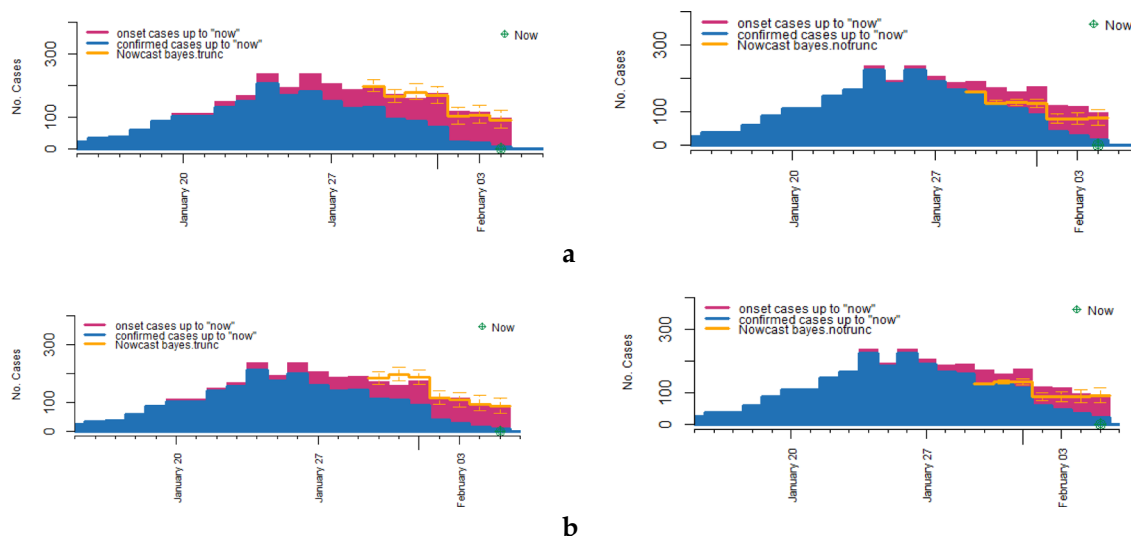 onset cases up to "now"
confirmed cases up to "now"
Nowcast bayes.trunc
Now
No. Cases
0
100
300
January 20
January 27
February 03
onset cases up to "now"
confirmed cases up to "now"
Nowcast bayes.notrunc
Now
No. Cases
0
100
300
January 20
January 27
February 03
a
onset cases up to "now"
confirmed cases up to "now"
Nowcast bayes.trunc
Now
No. Cases
0
100
300
January 20
January 27
February 03
onset cases up to "now"
confirmed cases up to "now"
Nowcast bayes.notrunc
Now
No. Cases
0
100
300
January 20
January 27
February 03
b